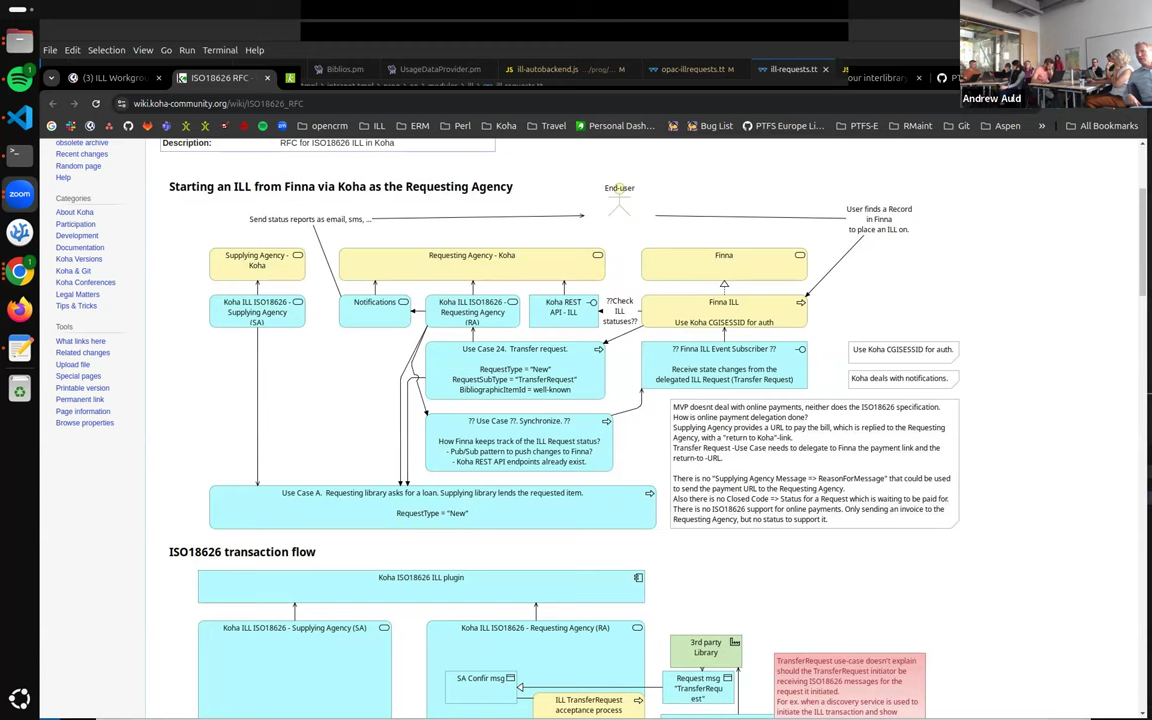 File Edit Selection View Go Run Terminal Help
Biblios.pm UsageDataProvider.pm JS ill-autobackend.js .../prog/... M opac-illrequests.tt M ill-requests.tt
(3) ILL Workgrou ISO18626 RFC - our interlibrary
wiki.koha-community.org/wiki/ISO18626_RFC
opencrm ILL ERM Perl Koha Travel Personal Dash... Bug List PTFS Europe Li... PTFS-E RMaint Git Aspen » All Bookmarks
Andrew Auld
zoom
obsolete archive
Recent changes
Random page
Help
Categories
About Koha
Participation
Development
Documentation
Koha Versions
Koha & Git
Koha Conferences
Legal Matters
Tips & Tricks
Tools
What links here
Related changes
Upload file
Special pages
Printable version
Permanent link
Page information
Browse properties
Description: RFC for ISO18626 ILL in Koha
Starting an ILL from Finna via Koha as the Requesting Agency
End-user
Send status reports as email, sms, ...
User finds a Record
in Finna
to place an ILL on.
Supplying Agency -
Koha
Requesting Agency - Koha
Finna
Koha ILL ISO18626 -
Supplying Agency
(SA)
Notifications
Koha ILL ISO18626 -
Requesting Agency
(RA)
Koha REST
API - ILL
??Check
ILL
statuses??
Finna ILL
Use Koha CGISESSID for auth
Use Case 24. Transfer request.
RequestType = "New"
RequestSubType = "TransferRequest"
BibliographicItemId = well-known
?? Finna ILL Event Subscriber ??
Receive state changes from the
delegated ILL Request (Transfer Request)
Use Koha CGISESSID for auth.
Koha deals with notifications.
?? Use Case ??. Synchronize. ??
How Finna keeps track of the ILL Request status?
- Pub/Sub pattern to push changes to Finna?
- Koha REST API endpoints already exist.
MVP doesnt deal with online payments, neither does the ISO18626 specification.
How is online payment delegation done?
Supplying Agency provides a URL to pay the bill, which is replied to the Requesting
Agency, with a "return to Koha"-link.
Transfer Request -Use Case needs to delegate to Finna the payment link and the
return-to -URL.
There is no "Supplying Agency Message => ReasonForMessage" that could be used
to send the payment URL to the Requesting Agency.
Also there is no Closed Code => Status for a Request which is waiting to be paid for.
There is no ISO18626 support for online payments. Only sending an invoice to the
Requesting Agency, but no status to support it.
Use Case A. Requesting library asks for a loan. Supplying library lends the requested item.
RequestType = "New"
ISO18626 transaction flow
Koha ISO18626 ILL plugin
Koha ILL ISO18626 - Supplying Agency (SA)
Koha ILL ISO18626 - Requesting Agency (RA)
3rd party
Library
SA Confir msg
Request msg
"TransferRequ
est"
ILL TransferRequest
acceptance process
TransferRequest use-case doesn't explain
should the TransferRequest initiator be
receiving ISO18626 messages for the
request it initiated.
For ex. when a discovery service is used to
initiate the ILL transaction and show